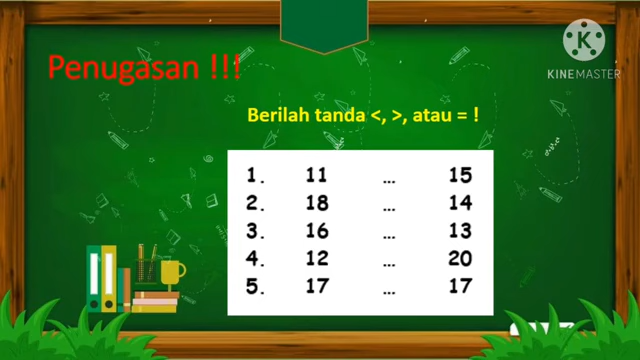 Penugasan !!!
K
KINEMASTER
Berilah tanda <, >, atau = !
1. 11 ... 15
2. 18 ... 14
3. 16 ... 13
4. 12 ... 20
5. 17 ... 17